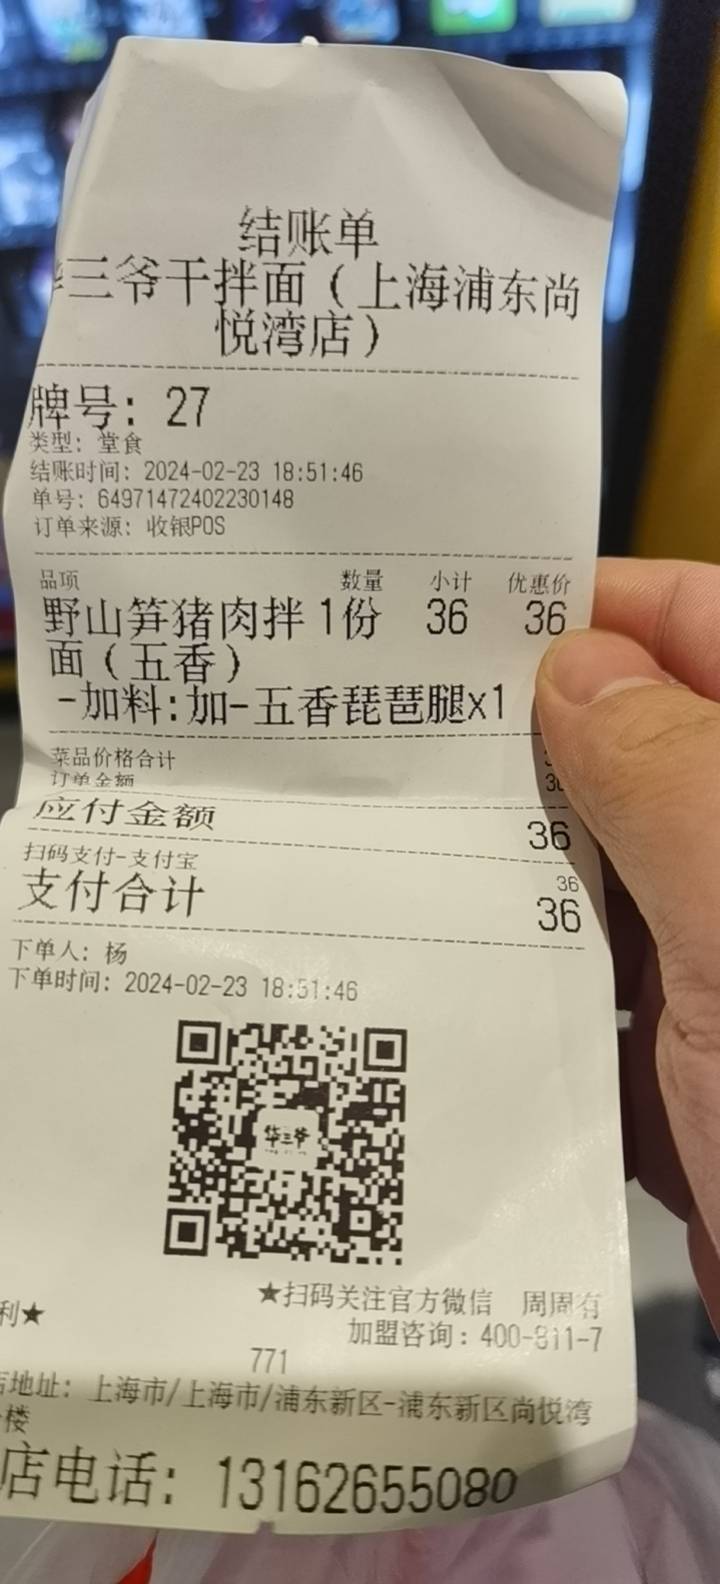 结账单
三爷干拌面（上海浦东尚
悦湾店）
牌号: 27
类型: 堂食
结账时间: 2024-02-23 18:51:46
单号: 64971472402230148
订单来源: 收银POS
品项 数量 小计 优惠价
野山笋猪肉拌 1份 36 36
面（五香）
-加料:加-五香琵琶腿x1
菜品价格合计
订单金额
应付金额 36
扫码支付-支付宝 36
支付合计 36
下单人: 杨
下单时间: 2024-02-23 18:51:46
华三爷
★扫码关注官方微信 周周有
利★
加盟咨询: 400-811-7
771
店地址: 上海市/上海市/浦东新区-浦东新区尚悦湾
楼
店电话: 13162655080